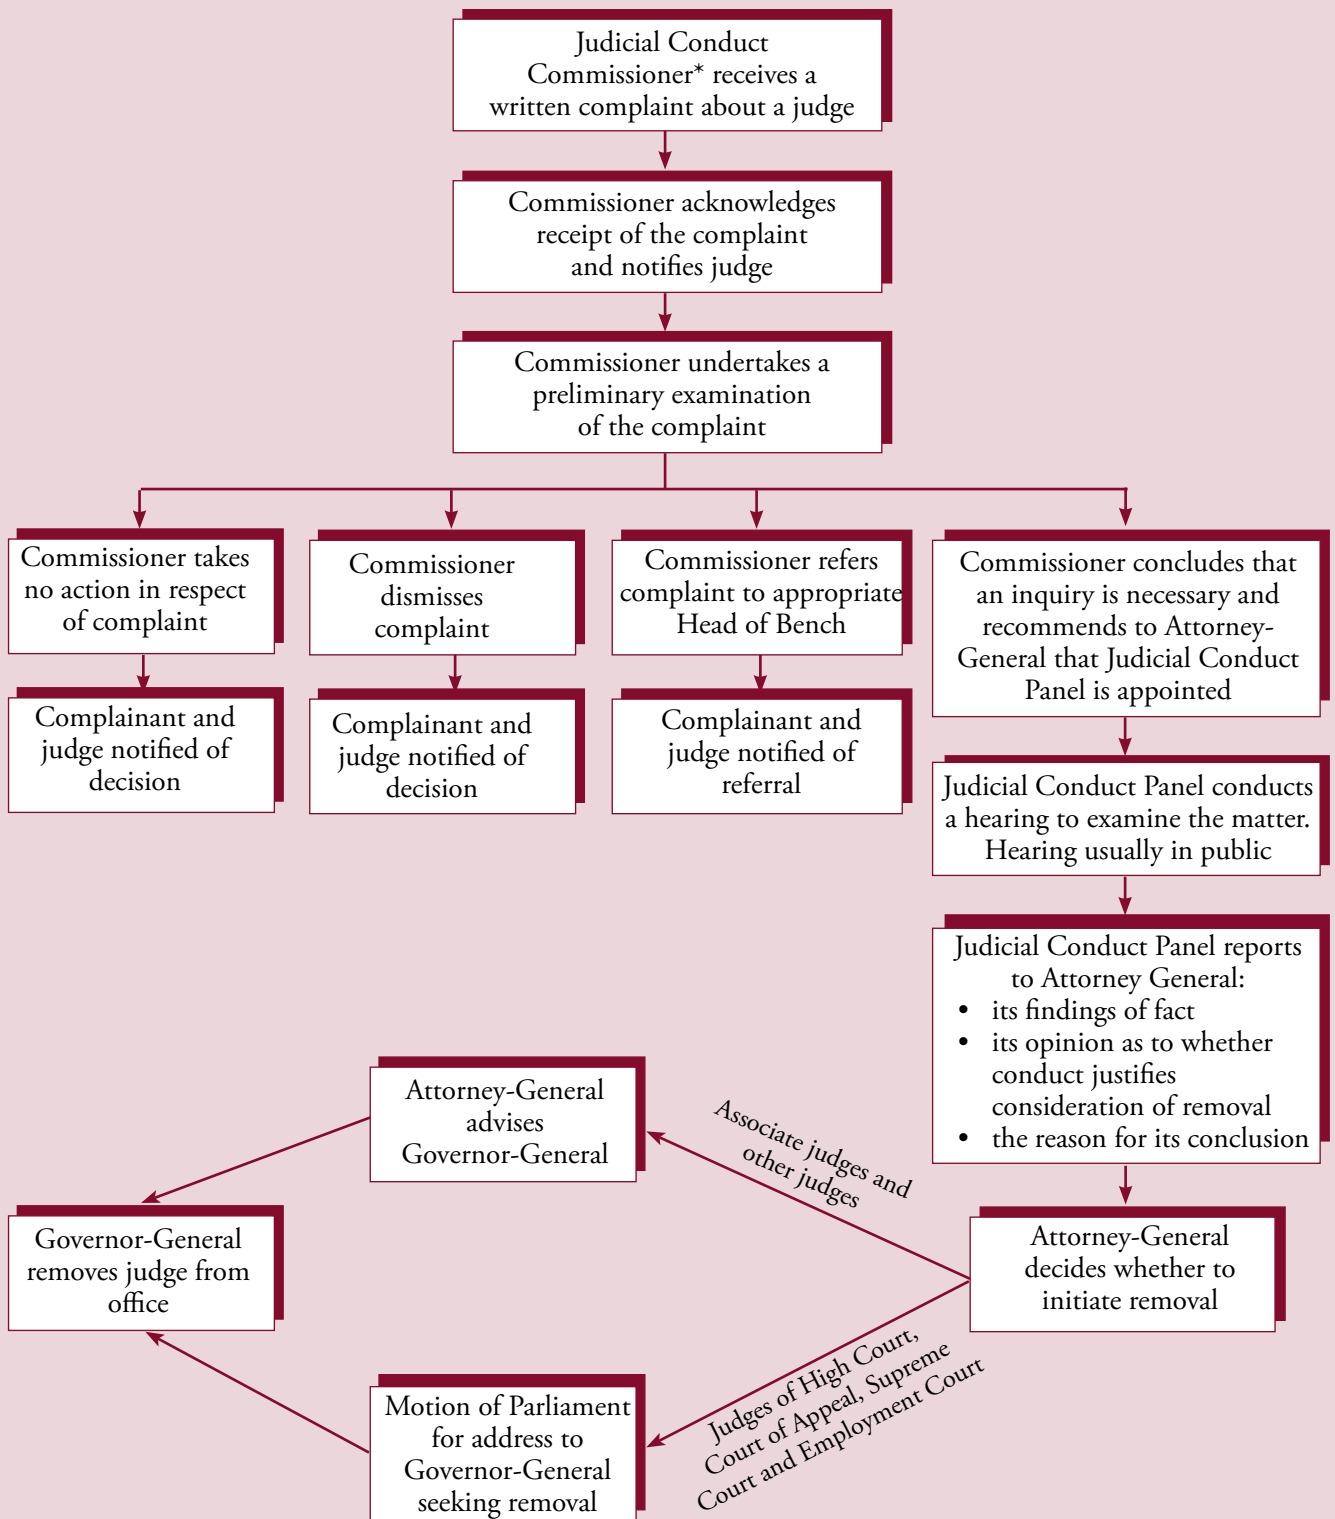 Judicial Conduct
Commissioner* receives a
written complaint about a judge
Commissioner acknowledges
receipt of the complaint
and notifies judge
Commissioner undertakes a
preliminary examination
of the complaint
Commissioner takes
no action in respect
of complaint
Commissioner
dismisses
complaint
Commissioner refers
complaint to appropriate
Head of Bench
Commissioner concludes that
an inquiry is necessary and
recommends to Attorney-
General that Judicial Conduct
Panel is appointed
Complainant and
judge notified of
decision
Complainant and
judge notified of
decision
Complainant and
judge notified of
referral
Judicial Conduct Panel conducts
a hearing to examine the matter.
Hearing usually in public
Judicial Conduct Panel reports
to Attorney General:
• its findings of fact
• its opinion as to whether
conduct justifies
consideration of removal
• the reason for its conclusion
Attorney-General
decides whether to
initiate removal
Associate judges and
other judges
Attorney-General
advises
Governor-General
Judges of High Court,
Court of Appeal, Supreme
Court and Employment Court
Motion of Parliament
for address to
Governor-General
seeking removal
Governor-General
removes judge from
office